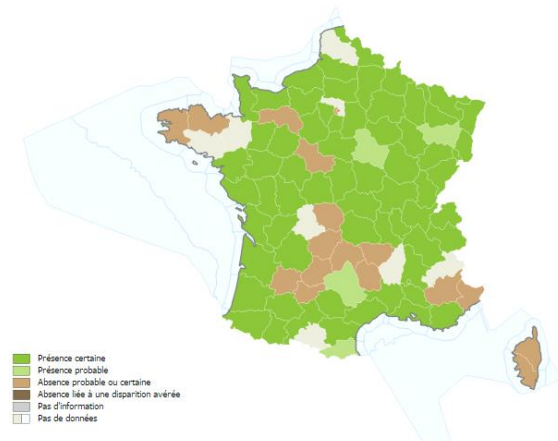 Présence certaine
Présence probable
Absence probable ou certaine
Absence liée à une disparition avérée
Pas d'information
Pas de données